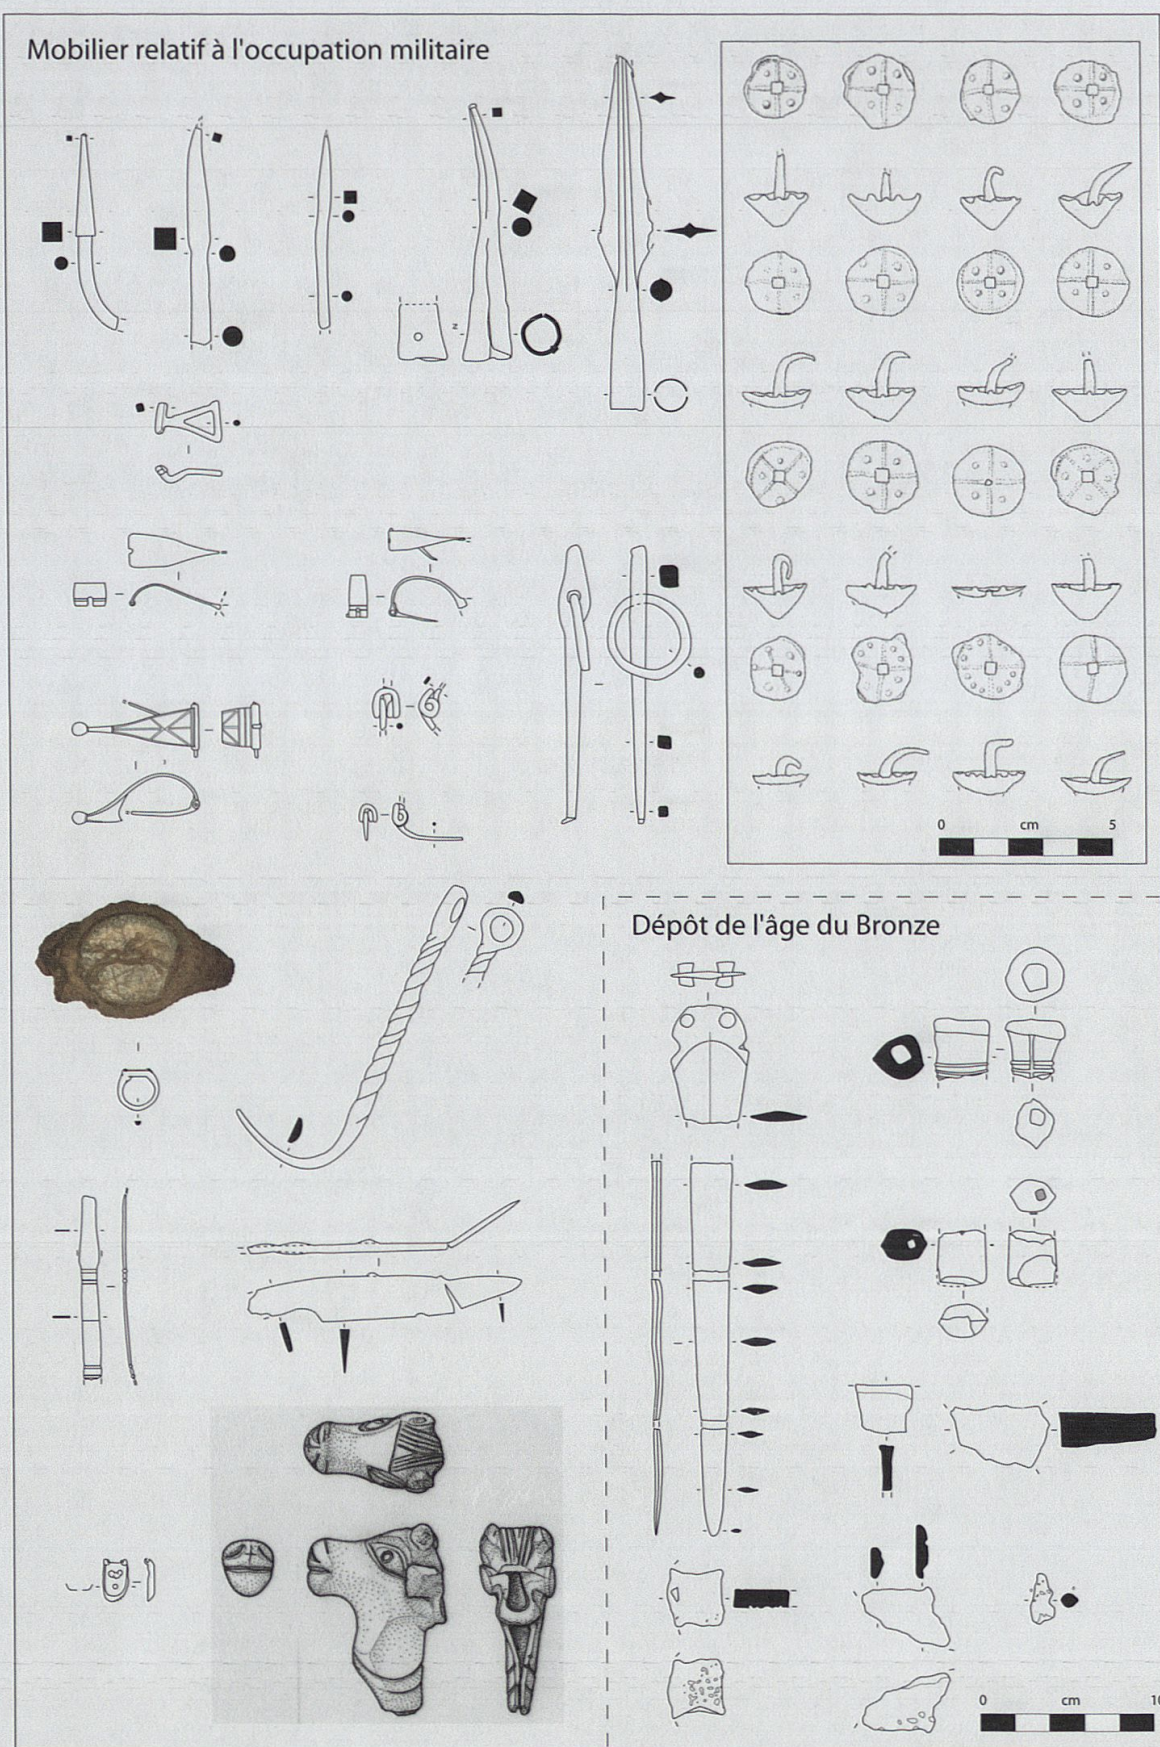 Mobilier relatif à l'occupation militaire
0 cm 5
Dépôt de l'âge du Bronze
0 cm 10